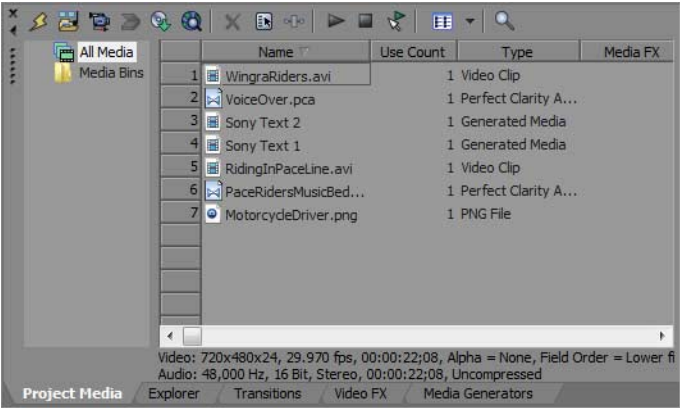 All Media
Media Bins
Name Use Count Type Media FX
1 WingraRiders.avi 1 Video Clip
2 VoiceOver.pca 1 Perfect Clarity A...
3 Sony Text 2 1 Generated Media
4 Sony Text 1 1 Generated Media
5 RidingInPaceLine.avi 1 Video Clip
6 PaceRidersMusicBed... 1 Perfect Clarity A...
7 MotorcycleDriver.png 1 PNG File
Video: 720x480x24, 29.970 fps, 00:00:22;08, Alpha = None, Field Order = Lower fi
Audio: 48,000 Hz, 16 Bit, Stereo, 00:00:22;08, Uncompressed
Project Media Explorer Transitions Video FX Media Generators